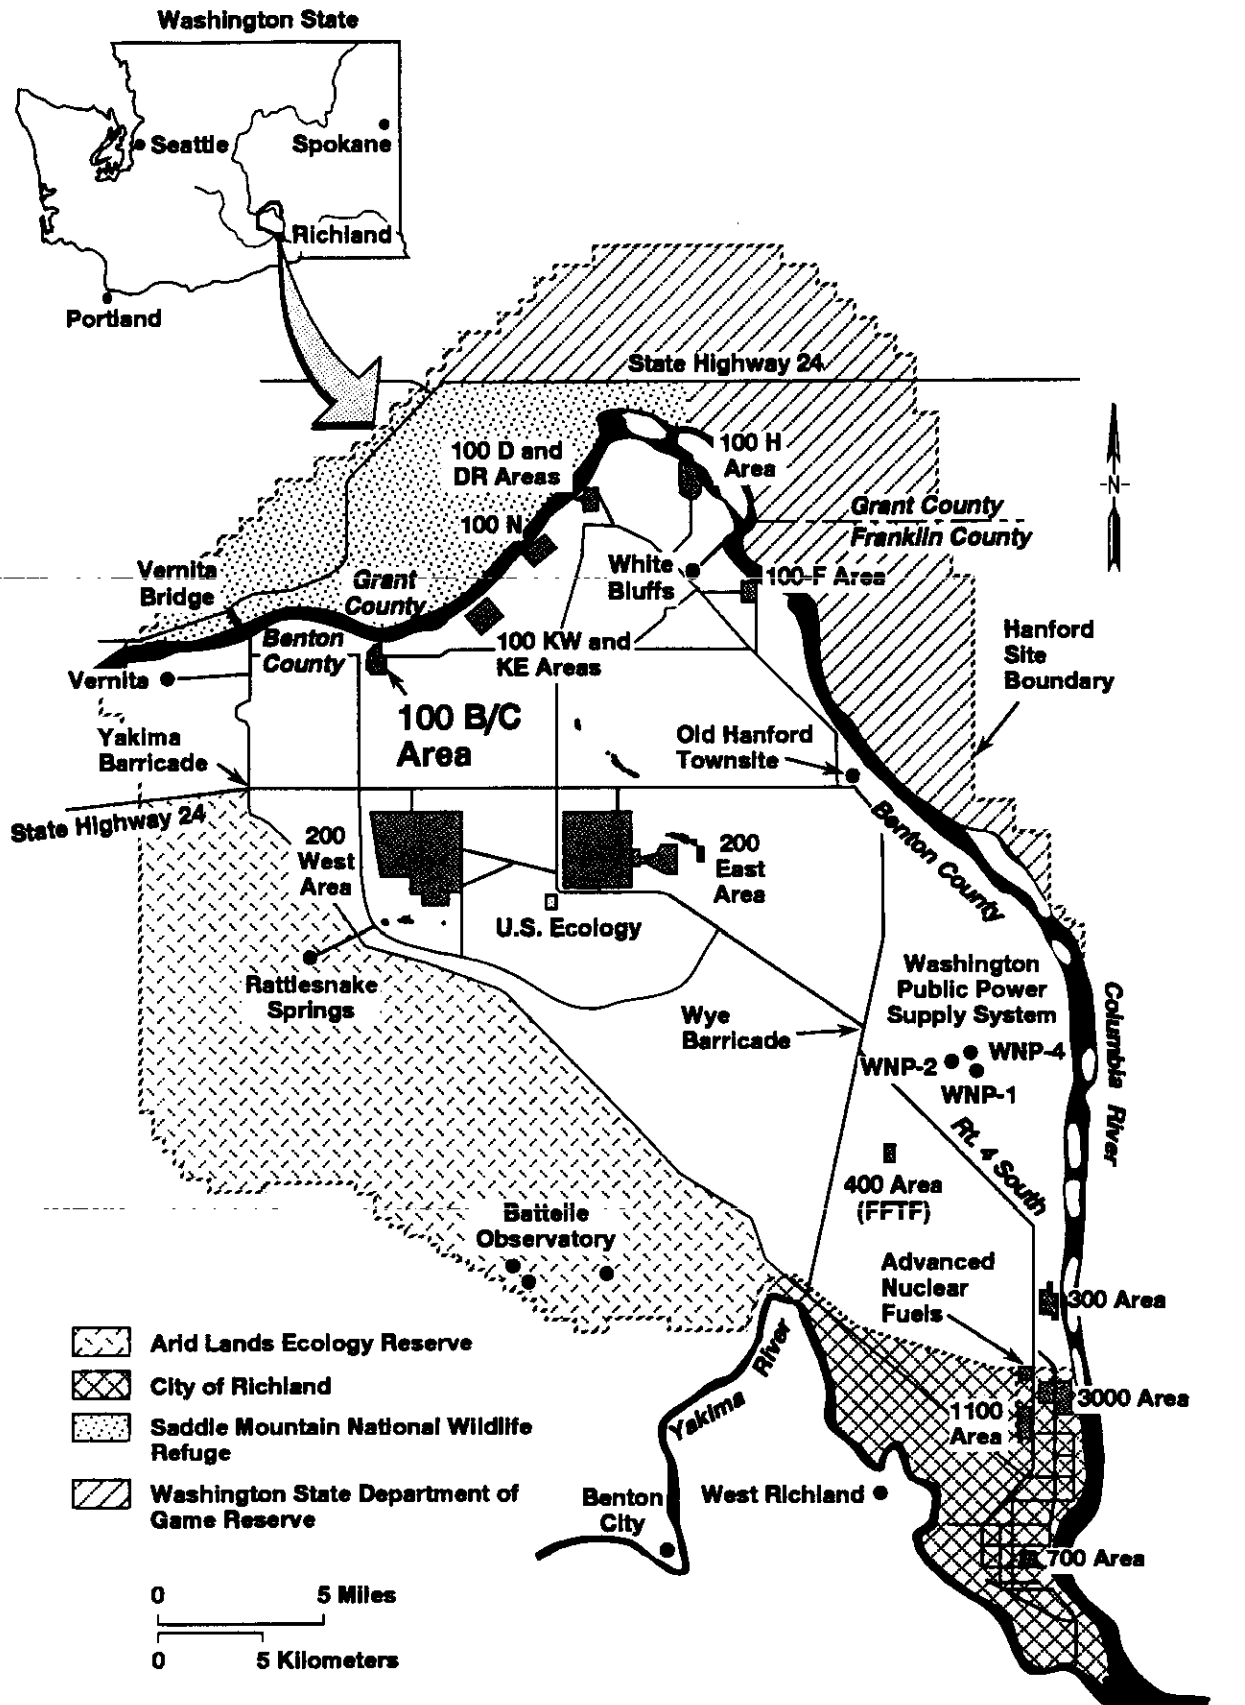 Washington State
Seattle
Spokane
Richland
Portland
State Highway 24
100 D and
DR Areas
100 H
Area
N
100 N
Grant County
Franklin County
White
Bluffs
100-F Area
Vernita
Bridge
Grant
County
Benton
County
100 KW and
KE Areas
Hanford
Site
Boundary
Vernita
100 B/C
Area
Yakima
Barricade
Old Hanford
Townsite
State Highway 24
200
West
Area
200
East
Area
Benton County
U.S. Ecology
Rattlesnake
Springs
Washington
Public Power
Supply System
Columbia River
Wye
Barricade
WNP-4
WNP-2
WNP-1
Rt. 4 South
400 Area
(FFTF)
Battelle
Observatory
Advanced
Nuclear
Fuels
300 Area
Arid Lands Ecology Reserve
City of Richland
Saddle Mountain National Wildlife
Refuge
Washington State Department of
Game Reserve
Yakima River
3000 Area
1100
Area
Benton
City
West Richland
700 Area
0 5 Miles
0 5 Kilometers